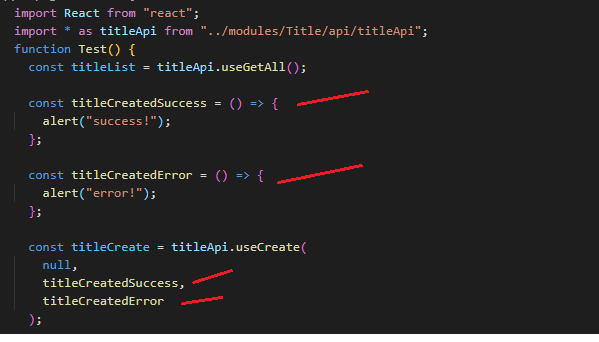 import React from "react";
import * as titleApi from "../modules/Title/api/titleApi";
function Test() {
const titleList = titleApi.useGetAll();
const titleCreatedSuccess = () => {
alert("success!");
};
const titleCreatedError = () => {
alert("error!");
};
const titleCreate = titleApi.useCreate(
null,
titleCreatedSuccess,
titleCreatedError
);